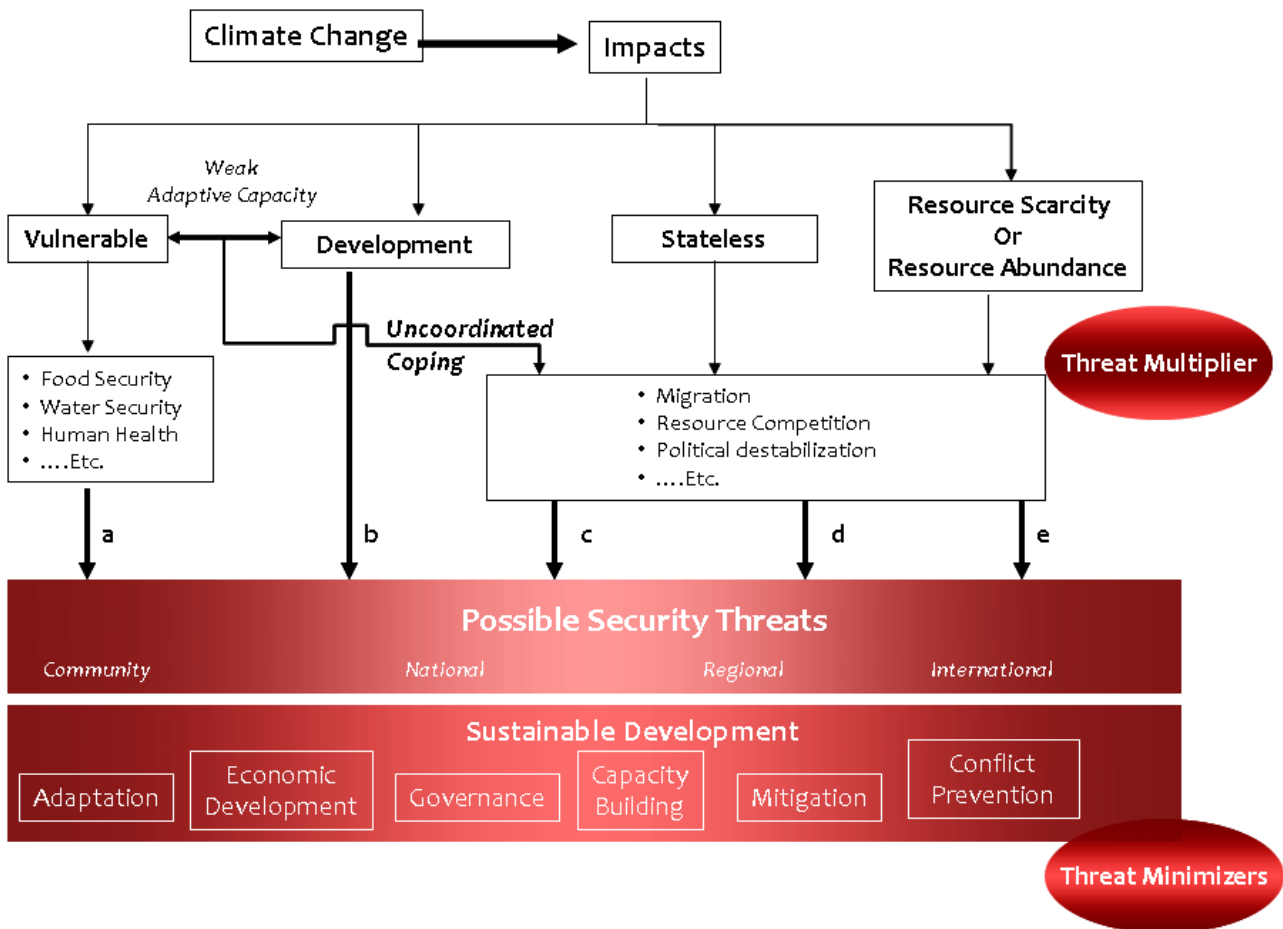 Climate Change
Impacts
Weak
Adaptive Capacity
Vulnerable
Development
Stateless
Resource Scarcity
Or
Resource Abundance
Uncoordinated
Coping
Threat Multiplier
• Food Security
• Water Security
• Human Health
• ....Etc.
• Migration
• Resource Competition
• Political destabilization
• ....Etc.
a
b
c
d
e
Possible Security Threats
Community
National
Regional
International
Sustainable Development
Adaptation
Economic
Development
Governance
Capacity
Building
Mitigation
Conflict
Prevention
Threat Minimizers